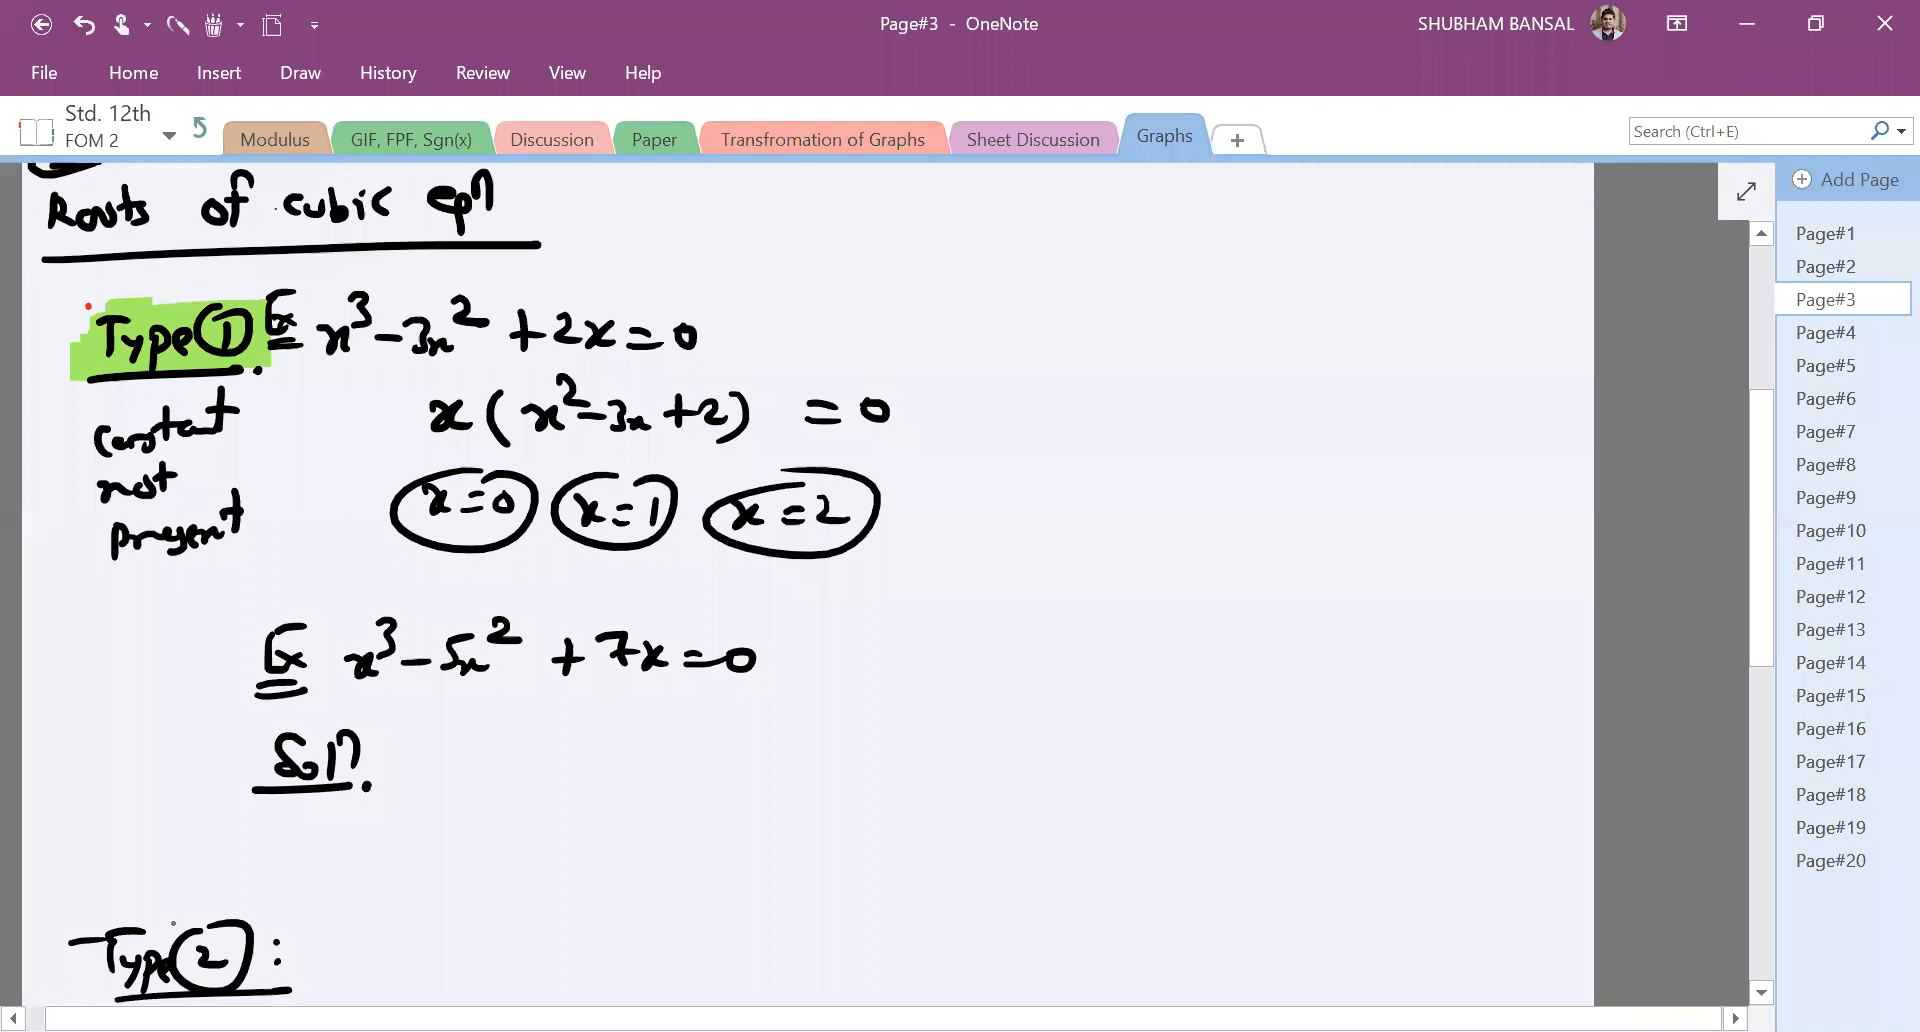 Page#3 - OneNote
SHUBHAM BANSAL
File Home Insert Draw History Review View Help
Std. 12th
FOM 2
Modulus GIF, FPF, Sgn(x) Discussion Paper Transfromation of Graphs Sheet Discussion Graphs +
Search (Ctrl+E)
Roots of cubic eqn
Type ① Ex x³ - 3x² + 2x = 0
constant
not
present
x(x² - 3x + 2) = 0
x = 0 x = 1 x = 2
Ex x³ - 5x² + 7x = 0
Soln.
Type ② :
Add Page
Page#1
Page#2
Page#3
Page#4
Page#5
Page#6
Page#7
Page#8
Page#9
Page#10
Page#11
Page#12
Page#13
Page#14
Page#15
Page#16
Page#17
Page#18
Page#19
Page#20